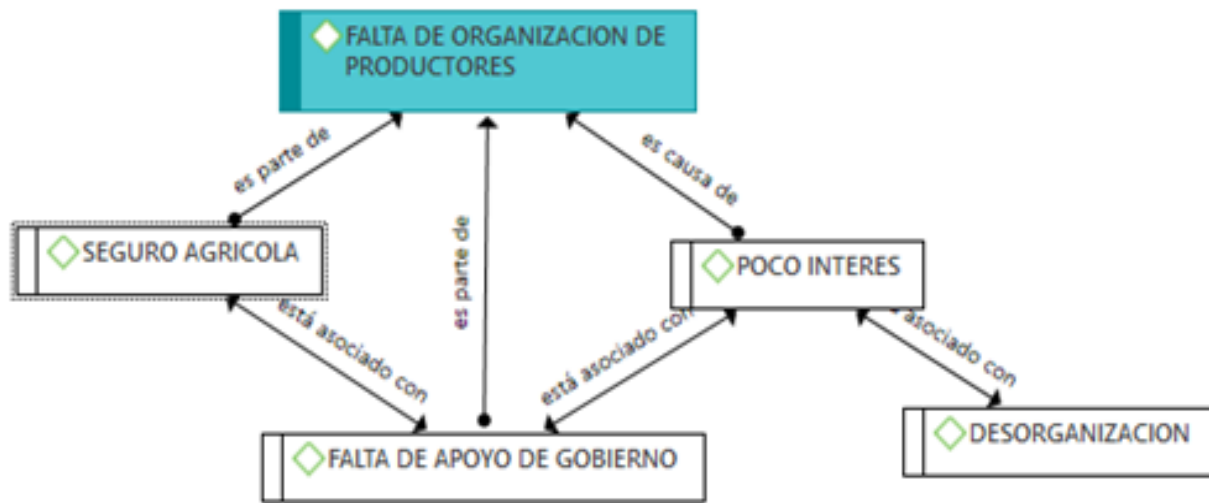 FALTA DE ORGANIZACION DE
PRODUCTORES
es parte de
es causa de
es parte de
SEGURO AGRICOLA
POCO INTERES
está asociado con
está asociado con
asociado con
FALTA DE APOYO DE GOBIERNO
DESORGANIZACION